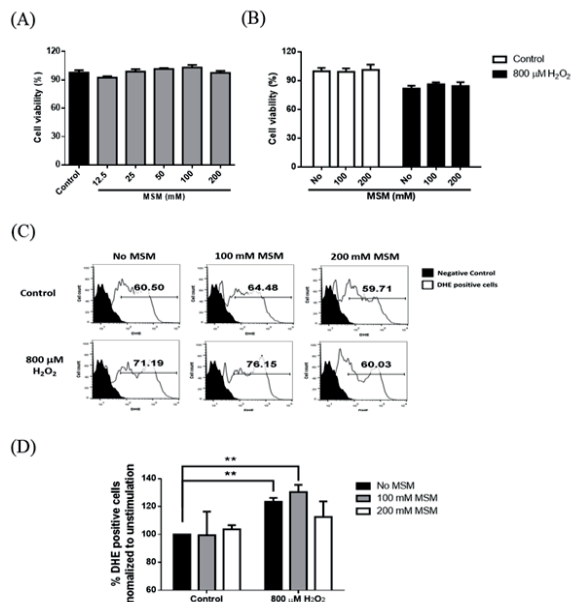 (A)
Cell viability (%)
120
90
60
30
0
Control
12.5
25
50
100
200
MSM (mM)
(B)
Cell viability (%)
120
90
60
30
0
No
100
200
No
100
200
MSM (mM)
Control
800 μM H₂O₂
(C)
No MSM
100 mM MSM
200 mM MSM
Control
60.50
64.48
59.71
Negative Control
DHE positive cells
800 μM
H₂O₂
71.19
76.15
60.03
(D)
% DHE positive cells
nomalized to unstimulation
140
120
100
80
60
**
**
No MSM
100 mM MSM
200 mM MSM
Control
800 μM H₂O₂